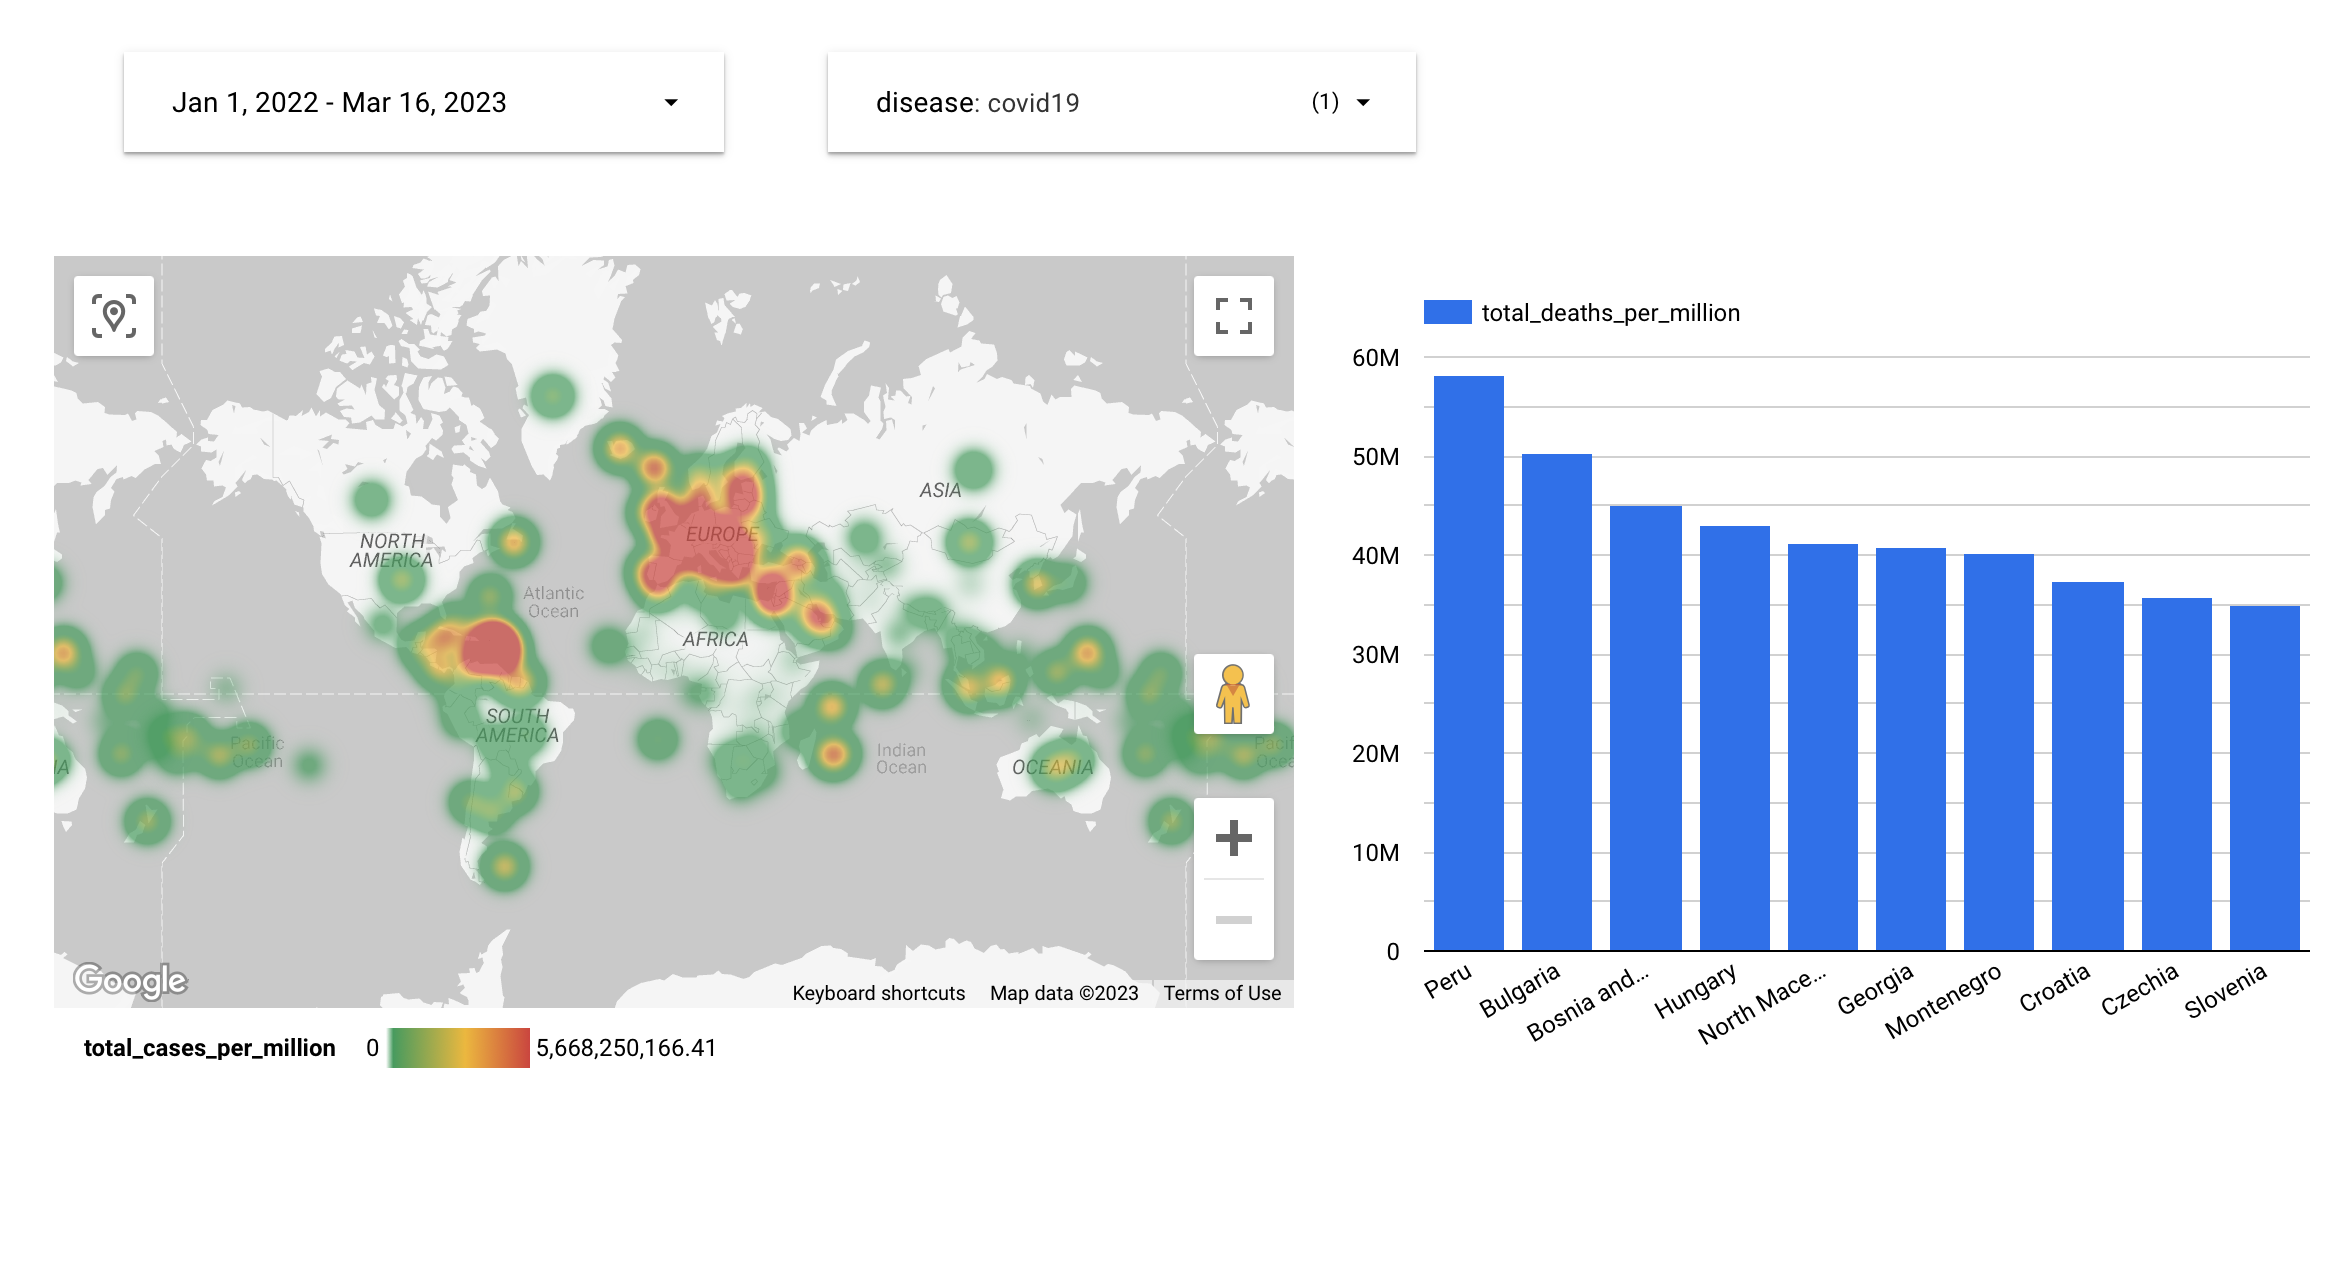 Jan 1, 2022 - Mar 16, 2023
disease: covid19 (1)
NORTH
AMERICA
Atlantic
Ocean
EUROPE
ASIA
AFRICA
SOUTH
AMERICA
Pacific
Ocean
Indian
Ocean
OCEANIA
IA
Pacif
Ocea
Google
Keyboard shortcuts
Map data ©2023
Terms of Use
total_cases_per_million 0 5,668,250,166.41
total_deaths_per_million
60M
50M
40M
30M
20M
10M
0
Peru
Bulgaria
Bosnia and...
Hungary
North Mace...
Georgia
Montenegro
Croatia
Czechia
Slovenia